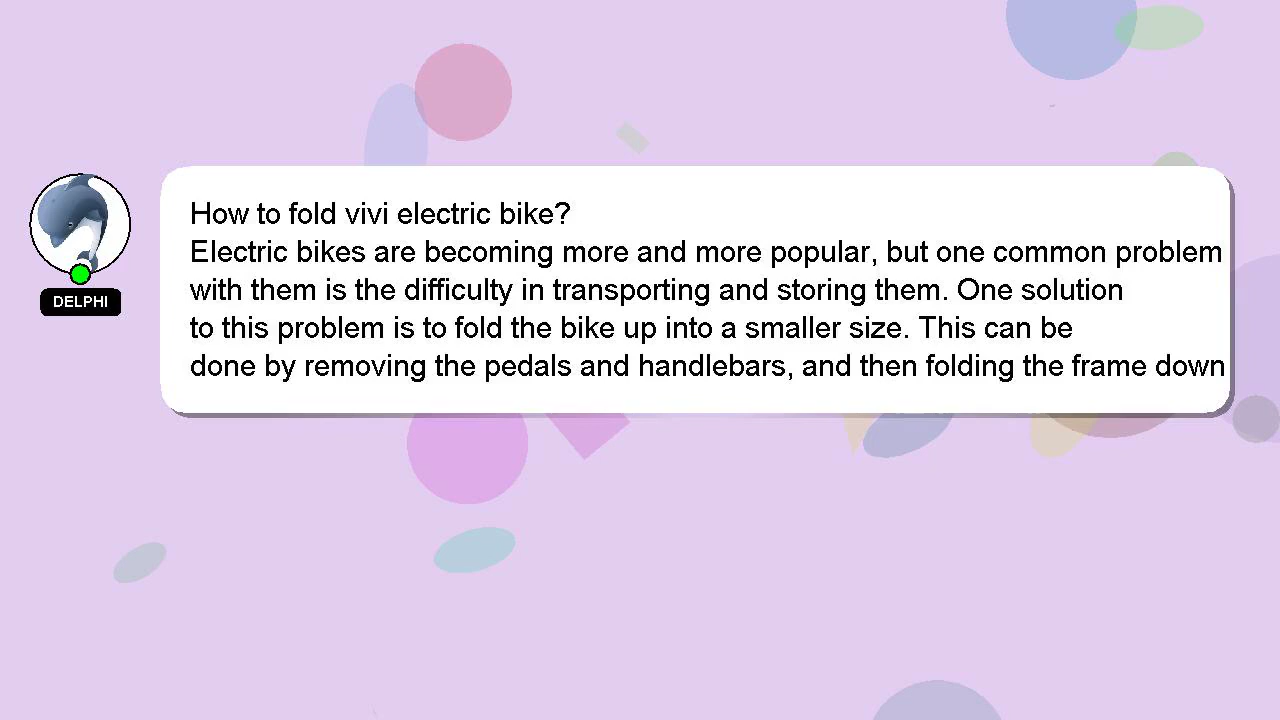 How to fold vivi electric bike?
Electric bikes are becoming more and more popular, but one common problem
with them is the difficulty in transporting and storing them. One solution
to this problem is to fold the bike up into a smaller size. This can be
done by removing the pedals and handlebars, and then folding the frame down
DELPHI